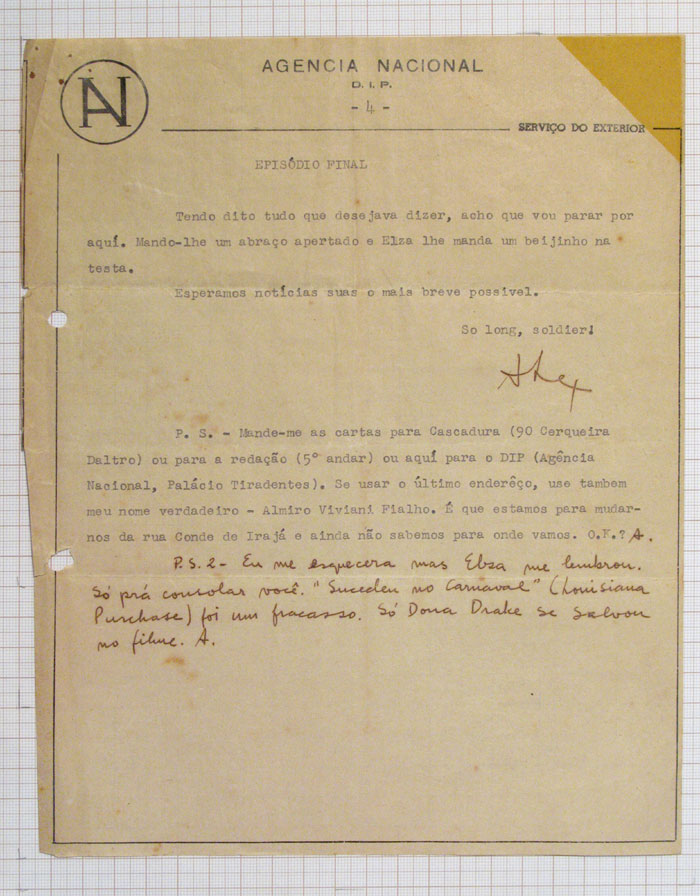 AN
AGENCIA NACIONAL
D. I. P.
- 4 -
SERVIÇO DO EXTERIOR
EPISÓDIO FINAL
Tendo dito tudo que desejava dizer, acho que vou parar por
aquí. Mando-lhe um abraço apertado e Elza lhe manda um beijinho na
testa.
Esperamos notícias suas o mais breve possivel.
So long, soldier!
Alex
P. S. - Mande-me as cartas para Cascadura (90 Cerqueira
Daltro) ou para a redação (5º andar) ou aquí para o DIP (Agência
Nacional, Palácio Tiradentes). Se usar o último enderêço, use tambem
meu nome verdadeiro - Almiro Viviani Fialho. É que estamos para mudar-
nos da rua Conde de Irajá e ainda não sabemos para onde vamos. O.K.? A.
P.S. 2 - Eu me esquecera mas Elza me lembrou.
Só prá consolar você. "Sucedeu no Carnaval" (Louisiana
Purchase) foi um fracasso. Só Dona Drake se salvou
no filme. A.